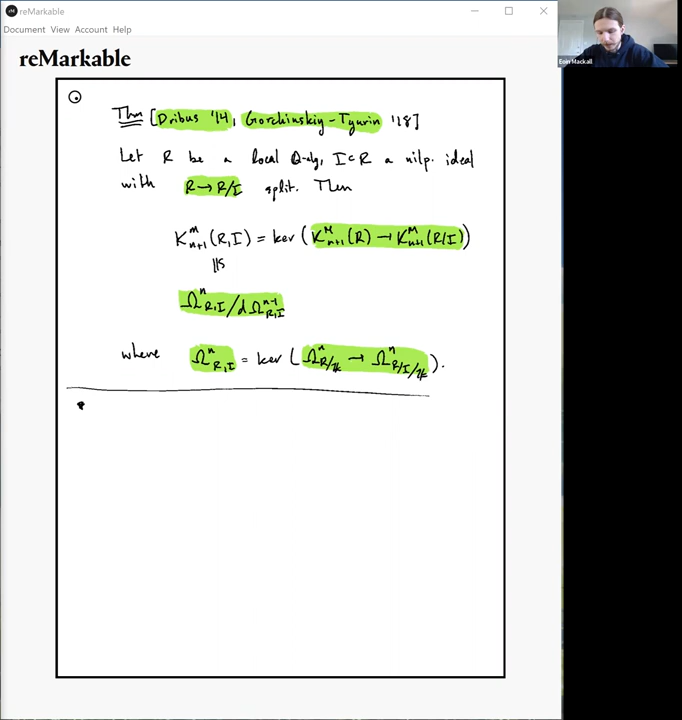 reMarkable
Document View Account Help
reMarkable
Eoin Mackall
Thm [Dribus '14, Gorchinskiy-Tyurin '18]
Let R be a local Q-alg, I⊂R a nilp. ideal
with R→R/I split. Then
K^M_{n+1}(R,I) = ker(K^M_{n+1}(R)→K^M_{n+1}(R/I))
≅
Ω^n_{R,I}/dΩ^{n-1}_{R,I}
where Ω^n_{R,I} = ker(Ω^n_{R/ℤ} → Ω^n_{R/I/ℤ}).